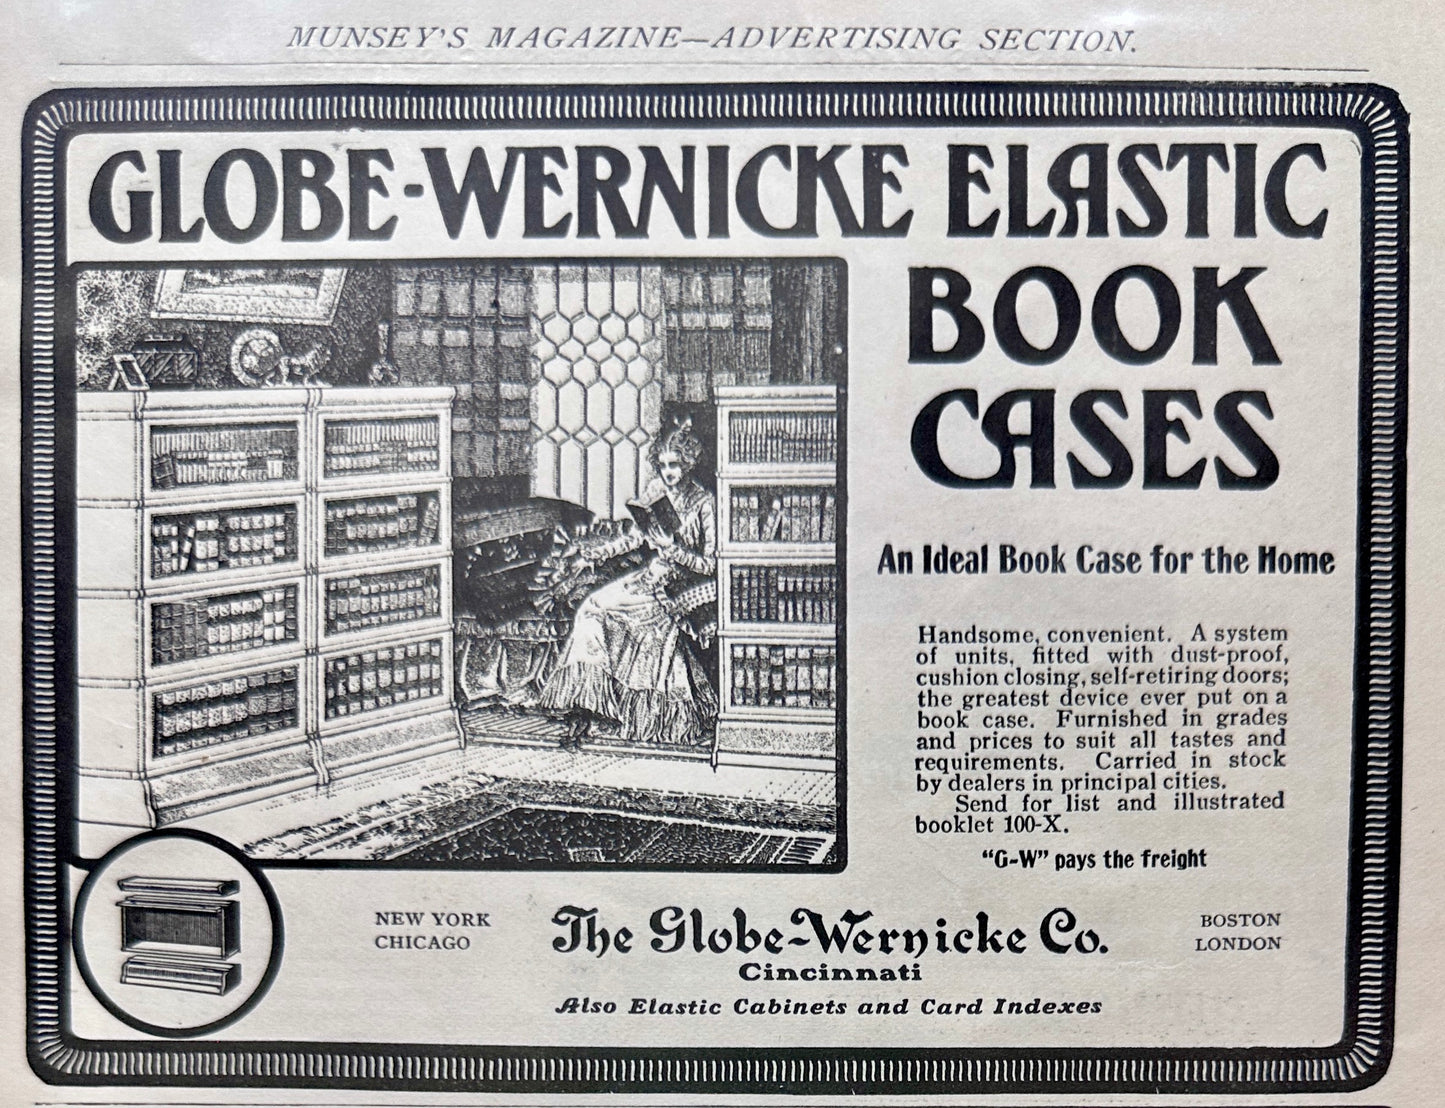 MUNSEY'S MAGAZINE—ADVERTISING SECTION.
GLOBE-WERNICKE ELASTIC
BOOK
CASES
An Ideal Book Case for the Home
Handsome, convenient. A system
of units, fitted with dust-proof,
cushion closing, self-retiring doors;
the greatest device ever put on a
book case. Furnished in grades
and prices to suit all tastes and
requirements. Carried in stock
by dealers in principal cities.
Send for list and illustrated
booklet 100-X.
"G-W" pays the freight
NEW YORK
CHICAGO
The Globe-Wernicke Co.
Cincinnati
Also Elastic Cabinets and Card Indexes
BOSTON
LONDON